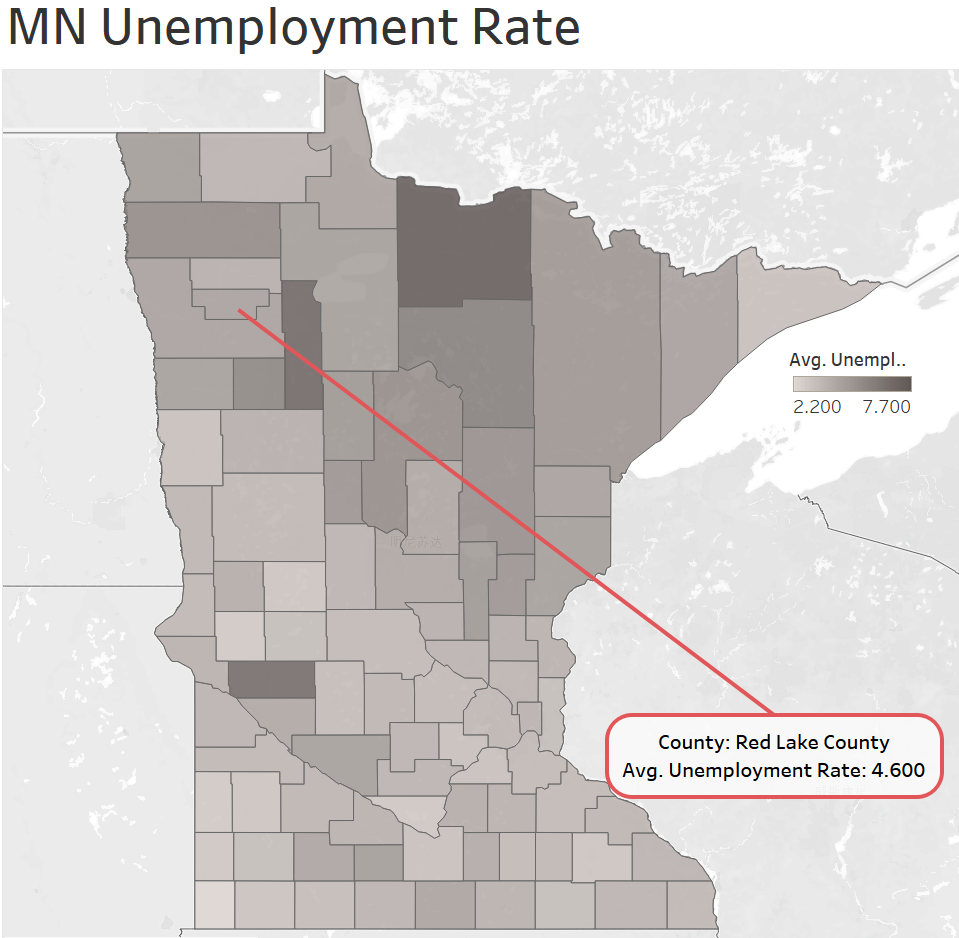 MN Unemployment Rate
Avg. Unempl..
2.200 7.700
County: Red Lake County
Avg. Unemployment Rate: 4.600